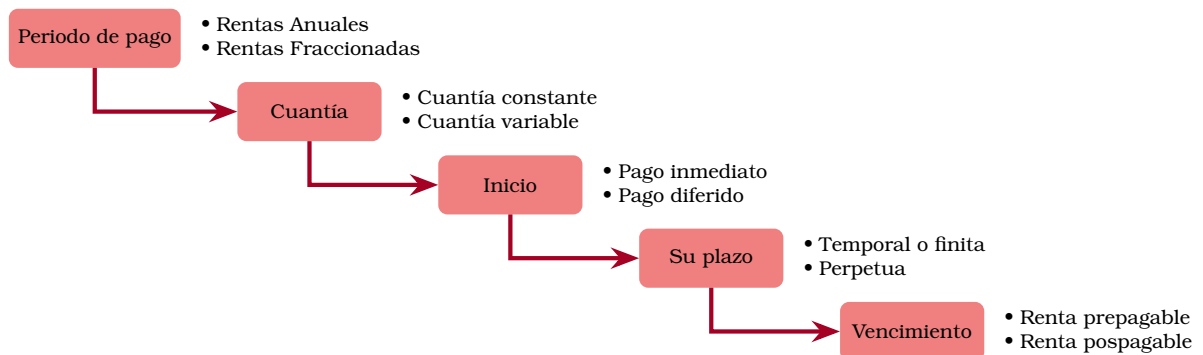 Periodo de pago
• Rentas Anuales
• Rentas Fraccionadas
Cuantía
• Cuantía constante
• Cuantía variable
Inicio
• Pago inmediato
• Pago diferido
Su plazo
• Temporal o finita
• Perpetua
Vencimiento
• Renta prepagable
• Renta pospagable